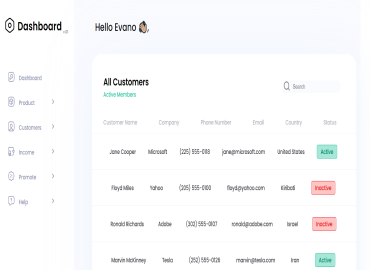 Dashboard
Hello Evano
Dashboard
Product
Customers
Income
Promote
Help
All Customers
Active Members
Search
Customer Name Company Phone Number Email Country Status
Jane Cooper Microsoft (225) 555-0118 jane@microsoft.com United States Active
Floyd Miles Yahoo (205) 555-0100 floyd@yahoo.com Kiribati Inactive
Ronald Richards Adobe (302) 555-0107 ronald@adobe.com Israel Inactive
Marvin McKinney Tesla (252) 555-0126 marvin@tesla.com Iran Active